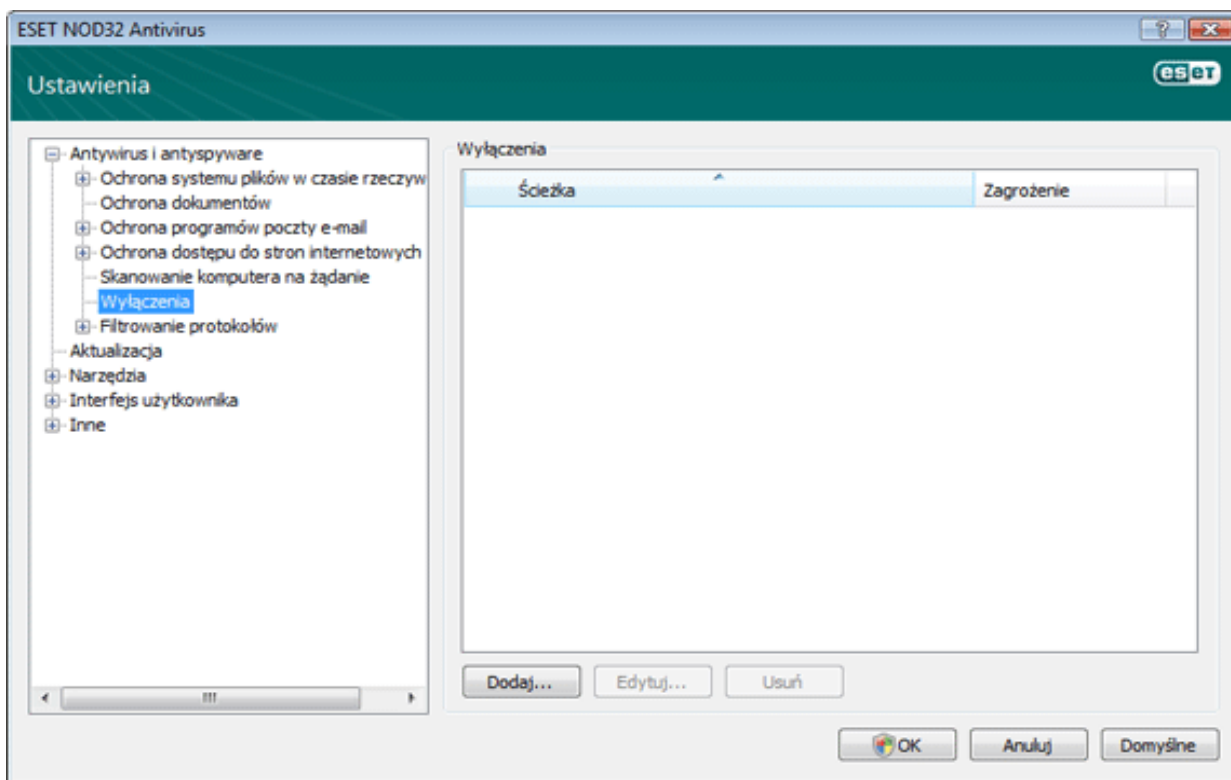 ESET NOD32 Antivirus
Ustawienia
eset
Antywirus i antyspyware
Ochrona systemu plików w czasie rzeczyw
Ochrona dokumentów
Ochrona programów poczty e-mail
Ochrona dostępu do stron internetowych
Skanowanie komputera na żądanie
Wyłączenia
Filtrowanie protokołów
Aktualizacja
Narzędzia
Interfejs użytkownika
Inne
Wyłączenia
Ścieżka Zagrożenie
Dodaj... Edytuj... Usuń
OK Anuluj Domyślne